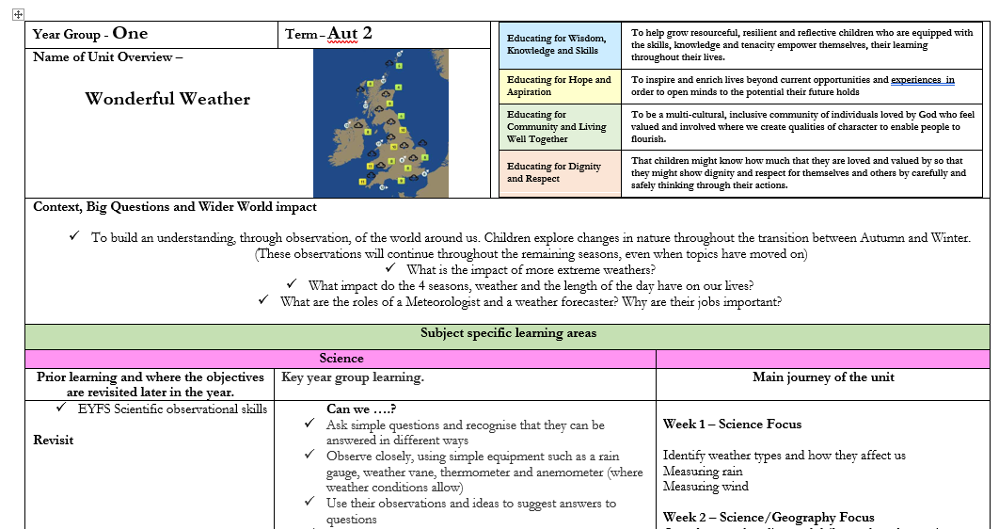 Year Group - One
Term – Aut 2
Name of Unit Overview –
Wonderful Weather
Educating for Wisdom,
Knowledge and Skills
To help grow resourceful, resilient and reflective children who are equipped with
the skills, knowledge and tenacity empower themselves, their learning
throughout their lives.
Educating for Hope and
Aspiration
To inspire and enrich lives beyond current opportunities and experiences in
order to open minds to the potential their future holds
Educating for
Community and Living
Well Together
To be a multi-cultural, inclusive community of individuals loved by God who feel
valued and involved where we create qualities of character to enable people to
flourish.
Educating for Dignity
and Respect
That children might know how much that they are loved and valued by so that
they might show dignity and respect for themselves and others by carefully and
safely thinking through their actions.
Context, Big Questions and Wider World impact
✓ To build an understanding, through observation, of the world around us. Children explore changes in nature throughout the transition between Autumn and Winter.
(These observations will continue throughout the remaining seasons, even when topics have moved on)
✓ What is the impact of more extreme weathers?
✓ What impact do the 4 seasons, weather and the length of the day have on our lives?
✓ What are the roles of a Meteorologist and a weather forecaster? Why are their jobs important?
Subject specific learning areas
Science
Prior learning and where the objectives
are revisited later in the year.
Key year group learning.
Main journey of the unit
✓ EYFS Scientific observational skills
Revisit
Can we ….?
✓ Ask simple questions and recognise that they can be
answered in different ways
✓ Observe closely, using simple equipment such as a rain
gauge, weather vane, thermometer and anemometer (where
weather conditions allow)
✓ Use their observations and ideas to suggest answers to
questions
Week 1 – Science Focus
Identify weather types and how they affect us
Measuring rain
Measuring wind
Week 2 – Science/Geography Focus